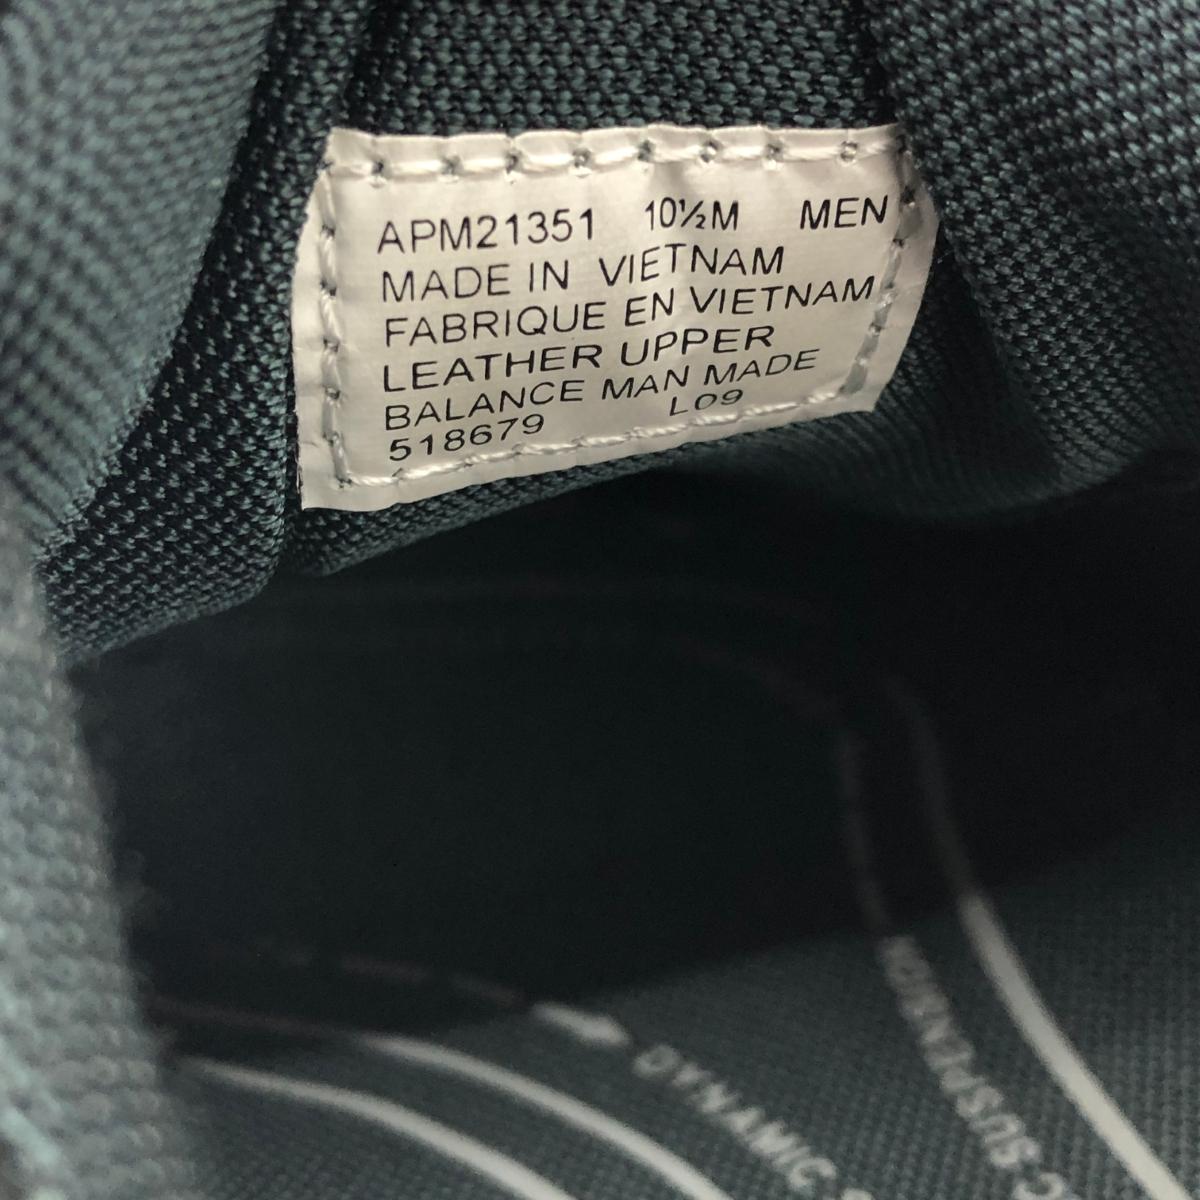 APM21351 10½M MEN
MADE IN VIETNAM
FABRIQUE EN VIETNAM
LEATHER UPPER
BALANCE MAN MADE
518679 L09
DYNAMIC
C SUSPENSION